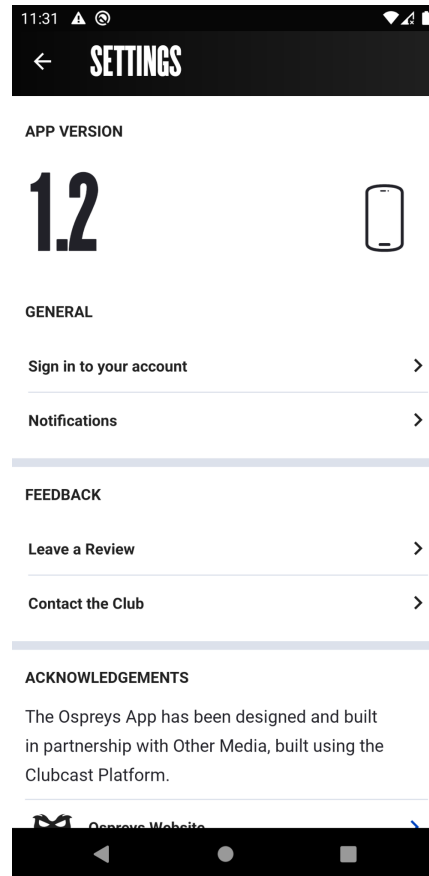 11:31
SETTINGS
APP VERSION
1.2
GENERAL
Sign in to your account
Notifications
FEEDBACK
Leave a Review
Contact the Club
ACKNOWLEDGEMENTS
The Ospreys App has been designed and built
in partnership with Other Media, built using the
Clubcast Platform.
Ospreys Website